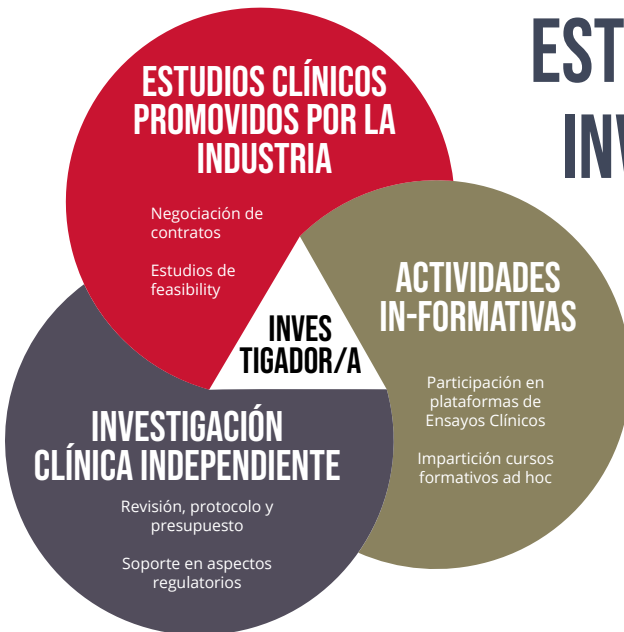 EST
INV
ESTUDIOS CLÍNICOS
PROMOVIDOS POR LA
INDUSTRIA
Negociación de
contratos
Estudios de
feasibility
ACTIVIDADES
IN-FORMATIVAS
Participación en
plataformas de
Ensayos Clínicos
Impartición cursos
formativos ad hoc
INVES
TIGADOR/A
INVESTIGACIÓN
CLÍNICA INDEPENDIENTE
Revisión, protocolo y
presupuesto
Soporte en aspectos
regulatorios